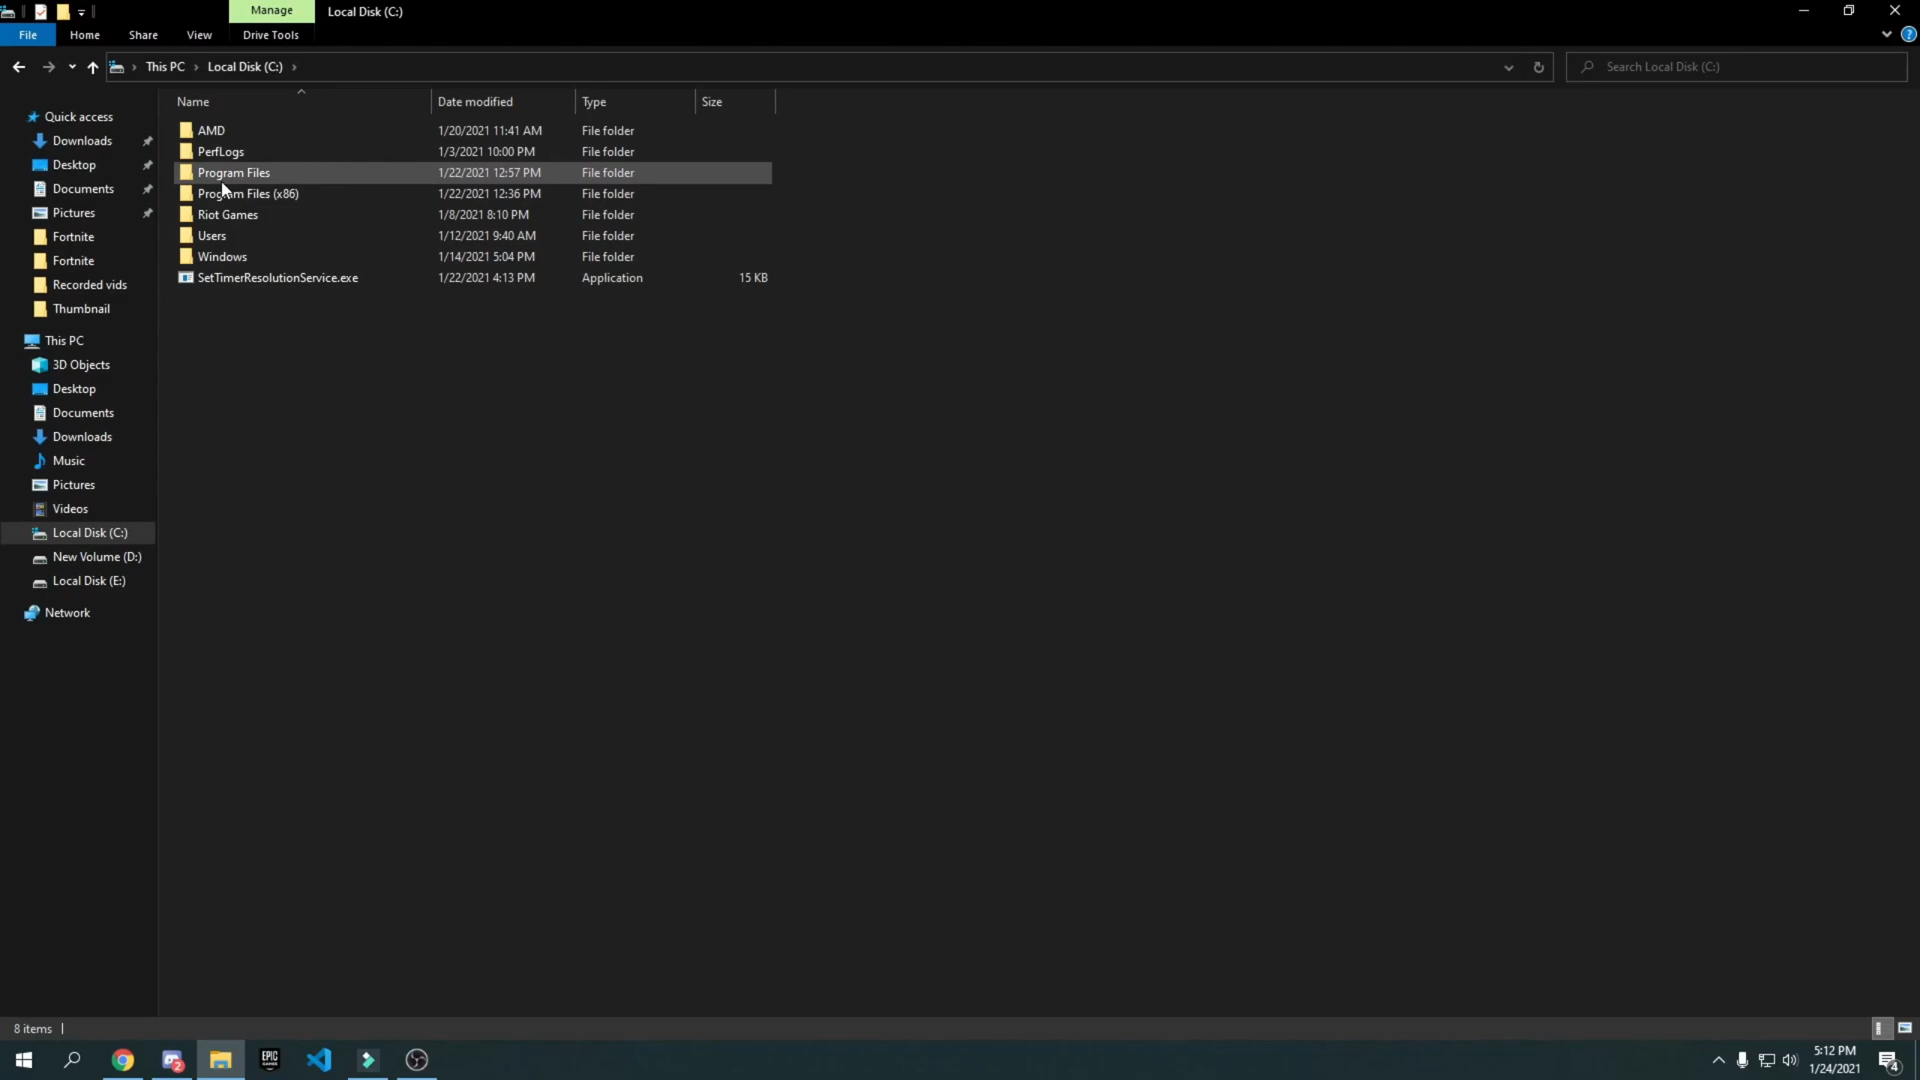 Manage
Local Disk (C:)
File
Home
Share
View
Drive Tools
?
This PC
Local Disk (C:)
Search Local Disk (C:)
Name
Date modified
Type
Size
AMD 1/20/2021 11:41 AM File folder
PerfLogs 1/3/2021 10:00 PM File folder
Program Files 1/22/2021 12:57 PM File folder
Program Files (x86) 1/22/2021 12:36 PM File folder
Riot Games 1/8/2021 8:10 PM File folder
Users 1/12/2021 9:40 AM File folder
Windows 1/14/2021 5:04 PM File folder
SetTimerResolutionService.exe 1/22/2021 4:13 PM Application 15 KB
Quick access
Downloads
Desktop
Documents
Pictures
Fortnite
Fortnite
Recorded vids
Thumbnail
This PC
3D Objects
Desktop
Documents
Downloads
Music
Pictures
Videos
Local Disk (C:)
New Volume (D:)
Local Disk (E:)
Network
8 items
2
EPIC
GAMES
5:12 PM
1/24/2021
4